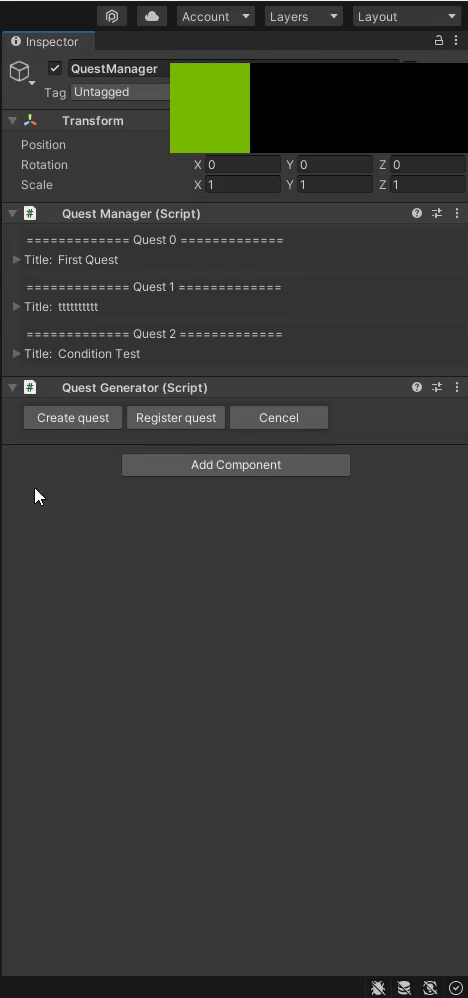 Account Layers Layout
Inspector
QuestManager
Tag Untagged
Transform
Position
Rotation X 0 Y 0 Z 0
Scale X 1 Y 1 Z 1
# Quest Manager (Script)
============= Quest 0 =============
Title: First Quest
============= Quest 1 =============
Title: tttttttttt
============= Quest 2 =============
Title: Condition Test
# Quest Generator (Script)
Create quest Register quest Cencel
Add Component